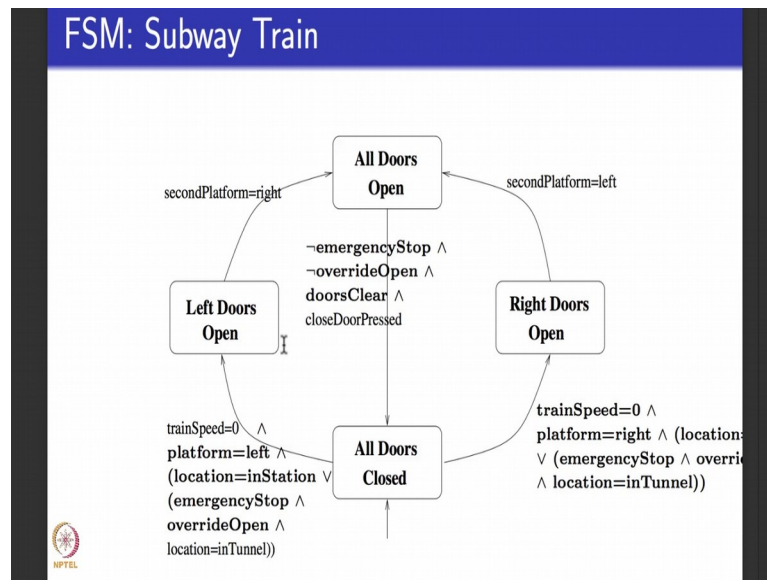 FSM: Subway Train
All Doors
Open
secondPlatform=right
secondPlatform=left
¬emergencyStop ∧
¬overrideOpen ∧
doorsClear ∧
closeDoorPressed
Left Doors
Open
Right Doors
Open
trainSpeed=0 ∧
platform=left ∧
(location=inStation ∨
(emergencyStop ∧
overrideOpen ∧
location=inTunnel))
All Doors
Closed
trainSpeed=0 ∧
platform=right ∧ (location=
∨ (emergencyStop ∧
∧ location=inTunnel))
NPTEL